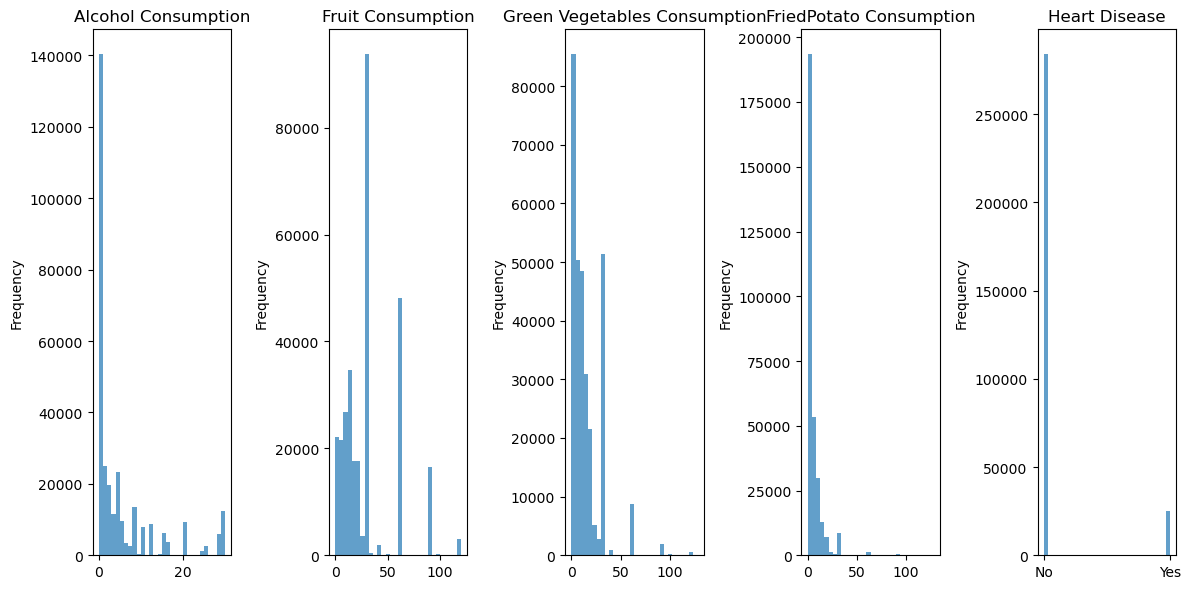 Alcohol Consumption
Frequency
140000
120000
100000
80000
60000
40000
20000
0
0 20
Fruit Consumption
Frequency
80000
60000
40000
20000
0
0 50 100
Green Vegetables Consumption
Frequency
80000
70000
60000
50000
40000
30000
20000
10000
0
0 50 100
FriedPotato Consumption
Frequency
200000
175000
150000
125000
100000
75000
50000
25000
0
0 50 100
Heart Disease
Frequency
250000
200000
150000
100000
50000
0
No Yes